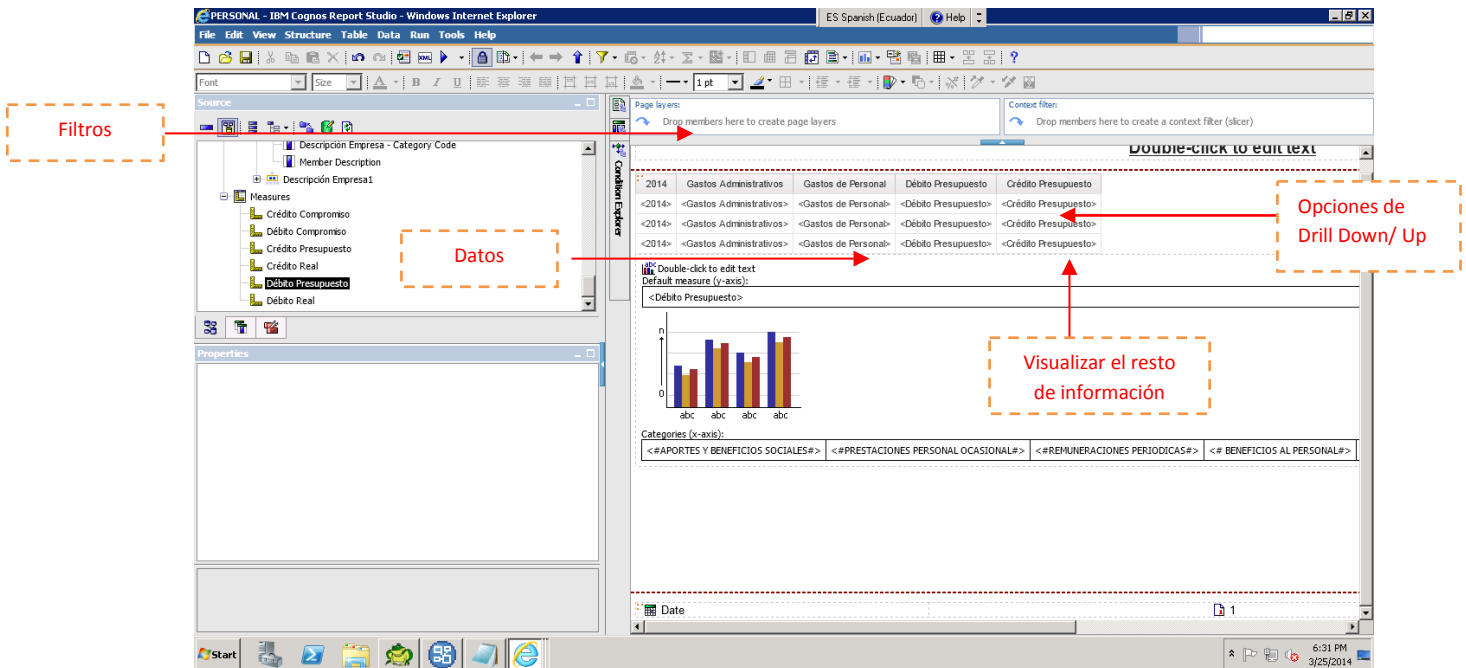 PERSONAL - IBM Cognos Report Studio - Windows Internet Explorer
ES Spanish (Ecuador) Help
File Edit View Structure Table Data Run Tools Help
Font Size B I U 1 pt
Source
Page layers:
Drop members here to create page layers
Context filter:
Drop members here to create a context filter (slicer)
Filtros
Descripción Empresa - Category Code
Member Description
Descripción Empresa1
Measures
Crédito Compromiso
Débito Compromiso
Crédito Presupuesto
Crédito Real
Débito Presupuesto
Débito Real
Condition Explorer
Double-click to edit text
2014 Gastos Administrativos Gastos de Personal Débito Presupuesto Crédito Presupuesto
<2014> <Gastos Administrativos> <Gastos de Personal> <Débito Presupuesto> <Crédito Presupuesto>
<2014> <Gastos Administrativos> <Gastos de Personal> <Débito Presupuesto> <Crédito Presupuesto>
<2014> <Gastos Administrativos> <Gastos de Personal> <Débito Presupuesto> <Crédito Presupuesto>
Opciones de
Drill Down/ Up
Datos
abc Double-click to edit text
Default measure (y-axis):
<Débito Presupuesto>
n
0
abc abc abc abc
Visualizar el resto
de información
Properties
Categories (x-axis):
<#APORTES Y BENEFICIOS SOCIALES#> <#PRESTACIONES PERSONAL OCASIONAL#> <#REMUNERACIONES PERIODICAS#> <# BENEFICIOS AL PERSONAL#>
Date 1
Start
6:31 PM
3/25/2014